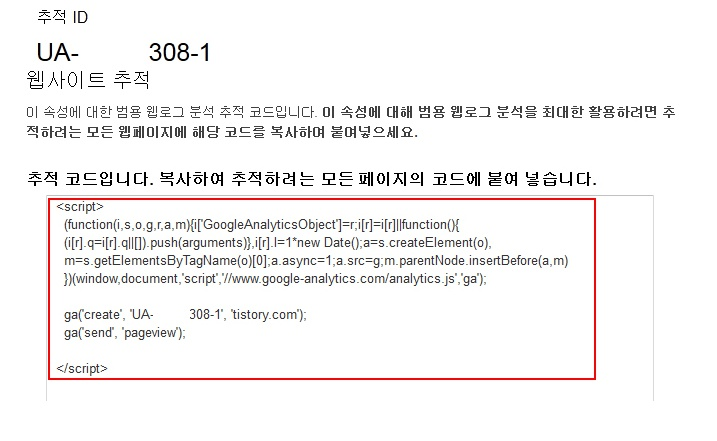 추적 ID
UA- 308-1
웹사이트 추적
이 속성에 대한 범용 웹로그 분석 추적 코드입니다. 이 속성에 대해 범용 웹로그 분석을 최대한 활용하려면 추
적하려는 모든 웹페이지에 해당 코드를 복사하여 붙여넣으세요.
추적 코드입니다. 복사하여 추적하려는 모든 페이지의 코드에 붙여 넣습니다.
<script>
(function(i,s,o,g,r,a,m){i['GoogleAnalyticsObject']=r;i[r]=i[r]||function(){
(i[r].q=i[r].q||[]).push(arguments)},i[r].l=1*new Date();a=s.createElement(o),
m=s.getElementsByTagName(o)[0];a.async=1;a.src=g;m.parentNode.insertBefore(a,m)
})(window,document,'script','//www.google-analytics.com/analytics.js','ga');
ga('create', 'UA- 308-1', 'tistory.com');
ga('send', 'pageview');
</script>